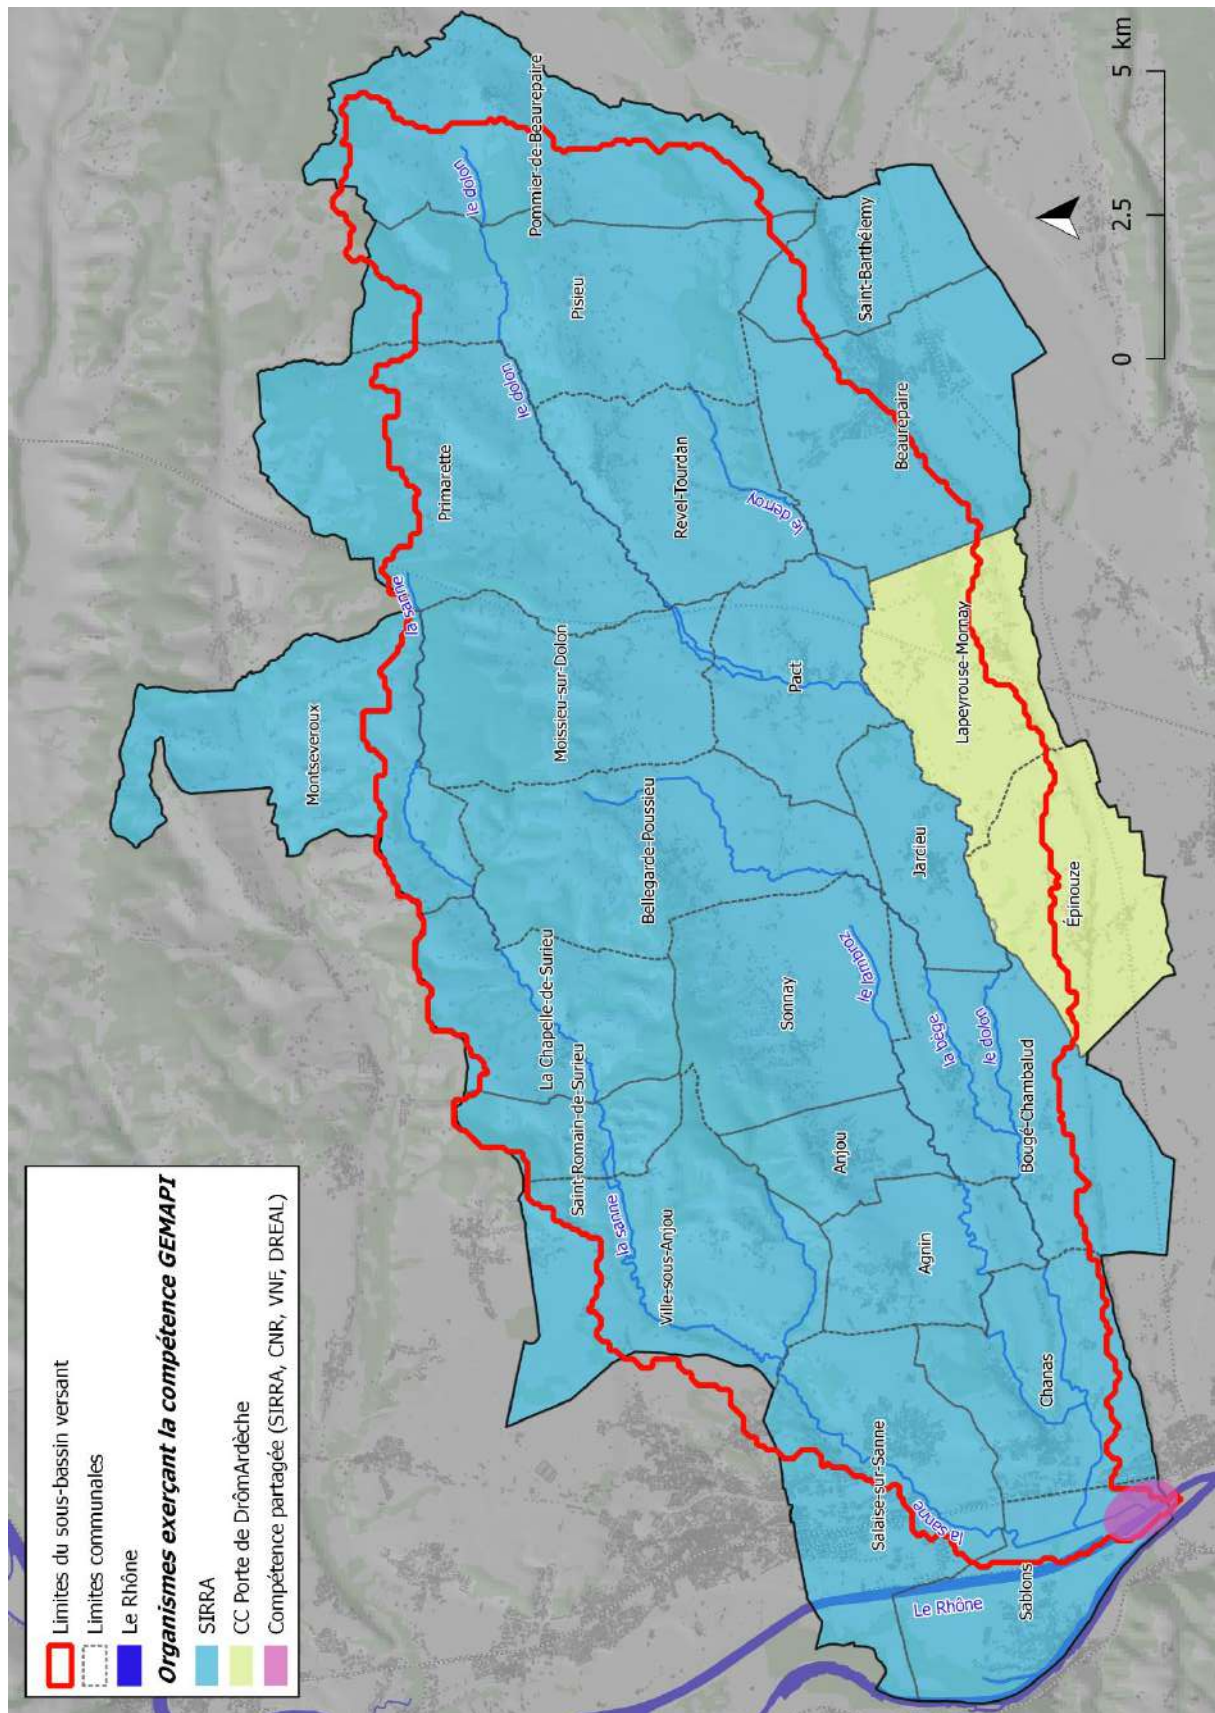 Limites du sous-bassin versant
Limites communales
Le Rhône
Organismes exerçant la compétence GEMAPI
SIRRA
CC Porte de DrômArdèche
Compétence partagée (SIRRA, CNR, VNF, DREAL)
Montseveroux
la sanne
Primarette
le dolon
Pommier-de-Beaurepaire
Pisieu
le dolon
La Chapelle-de-Surieu
Saint-Romain-de-Surieu
Bellegarde-Poussieu
Moissieu-sur-Dolon
Revel-Tourdan
la sanne
Ville-sous-Anjou
Sonnay
Pact
le derroy
Anjou
le lambroz
Saint-Barthélemy
Salaise-sur-Sanne
Agnin
Jarcieu
Beaurepaire
la sanne
la bège
le dolon
Lapeyrouse-Mornay
Le Rhône
Sablons
Chanas
Bougé-Chambalud
Épinouze
0 2.5 5 km